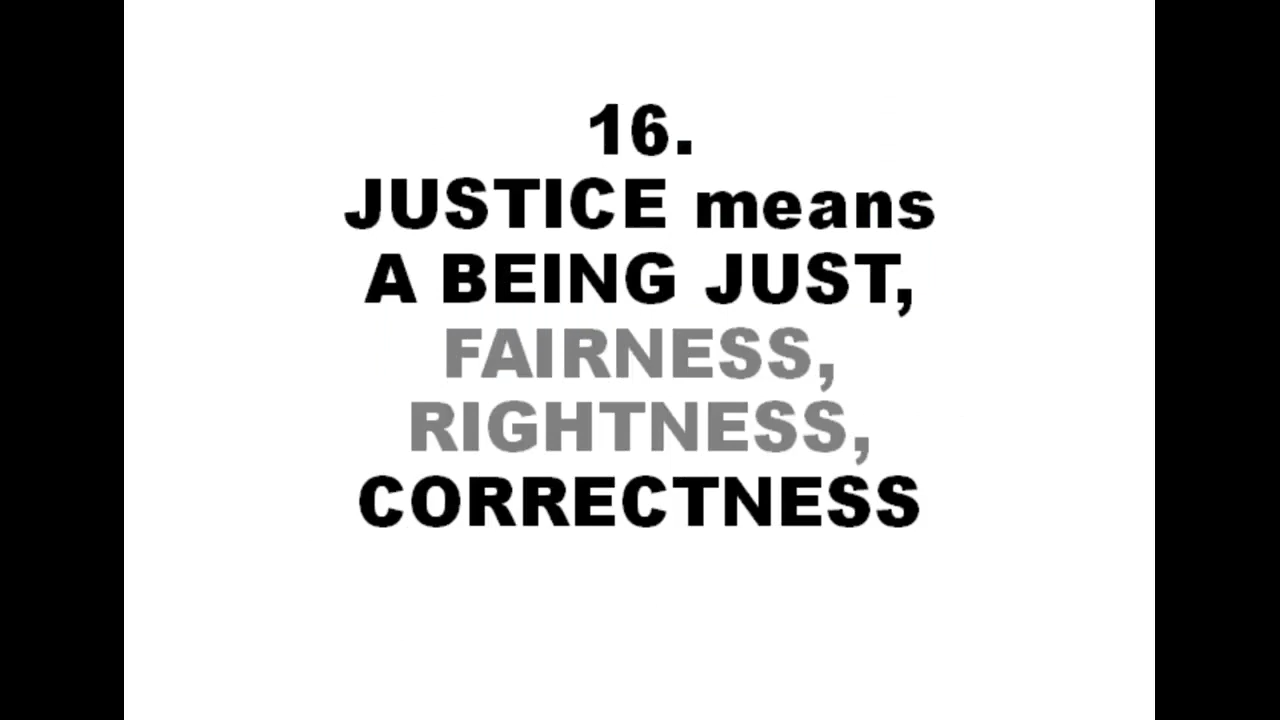 16.
JUSTICE means
A BEING JUST,
FAIRNESS,
RIGHTNESS,
CORRECTNESS